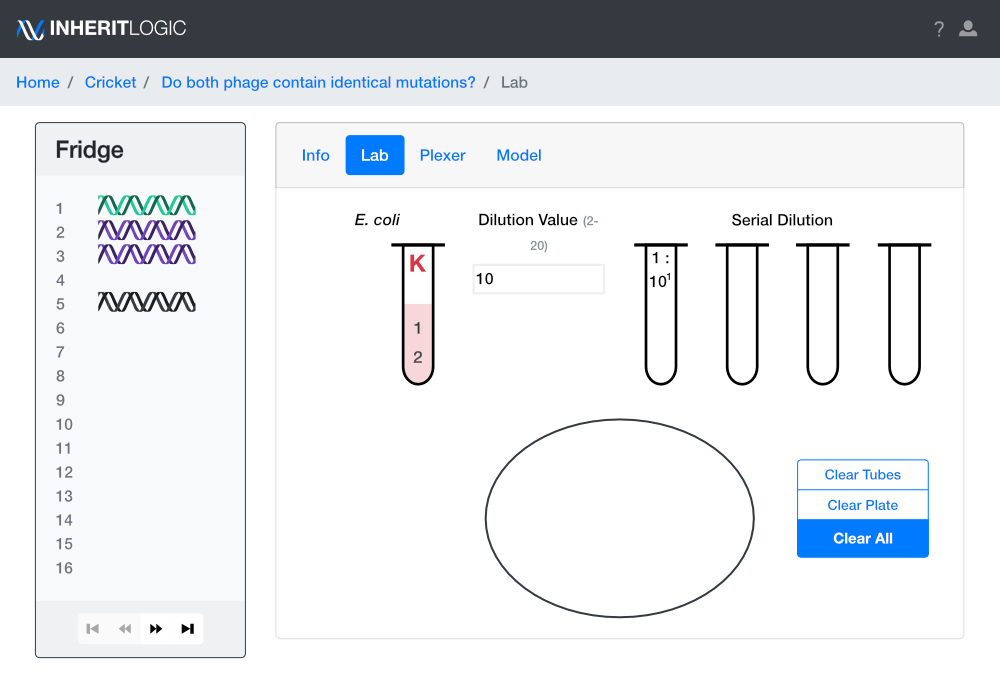 INHERITLOGIC
?
Home / Cricket / Do both phage contain identical mutations? / Lab
Fridge
1
2
3
4
5
6
7
8
9
10
11
12
13
14
15
16
Info Lab Plexer Model
E. coli
K
1
2
Dilution Value (2-
20)
10
Serial Dilution
1 :
10¹
Clear Tubes
Clear Plate
Clear All